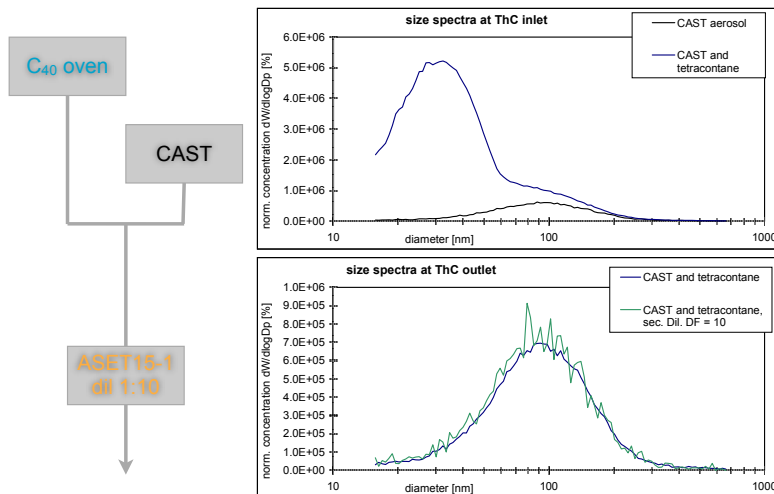 C40 oven
CAST
ASET15-1
dil 1:10
size spectra at ThC inlet
CAST aerosol
CAST and
tetracontane
norm. concentration dW/dlogDp [%]
6.0E+06
5.0E+06
4.0E+06
3.0E+06
2.0E+06
1.0E+06
0.0E+00
10
100
1000
diameter [nm]
size spectra at ThC outlet
CAST and tetracontane
CAST and tetracontane,
sec. Dil. DF = 10
norm. concentration dW/dlogDp [%]
1.0E+06
9.0E+05
8.0E+05
7.0E+05
6.0E+05
5.0E+05
4.0E+05
3.0E+05
2.0E+05
1.0E+05
0.0E+00
10
100
1000
diameter [nm]